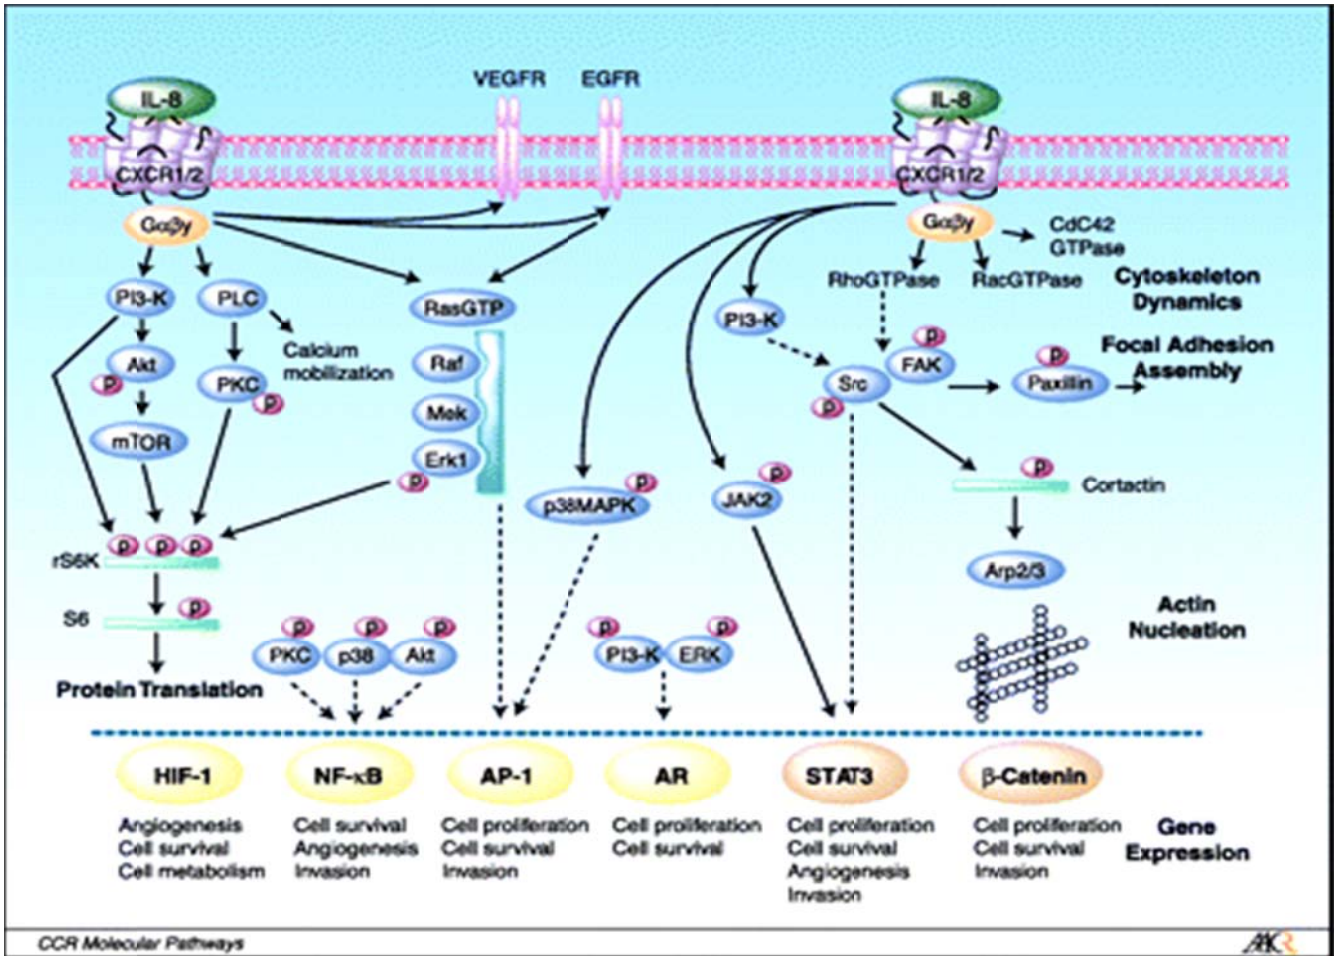 VEGFR EGFR
IL-8 IL-8
CXCR1/2 CXCR1/2
Gαβγ Gαβγ
CdC42
GTPase
RhoGTPase RacGTPase
Cytoskeleton
Dynamics
PI3-K PLC
RasGTP
PI3-K
Calcium
mobilization
Akt
P
PKC
P
Raf
Mek
Erk1
P
mTOR
P
FAK
Src
P
P
Paxillin
Focal Adhesion
Assembly
P
p38MAPK
P
JAK2
P
Cortactin
Arp2/3
P P P
rS6K
P
S6
Protein Translation
P P P
PKC p38 Akt
P P
PI3-K ERK
Actin
Nucleation
HIF-1
Angiogenesis
Cell survival
Cell metabolism
NF-κB
Cell survival
Angiogenesis
Invasion
AP-1
Cell proliferation
Cell survival
Invasion
AR
Cell proliferation
Cell survival
STAT3
Cell proliferation
Cell survival
Angiogenesis
Invasion
β-Catenin
Cell proliferation
Cell survival
Invasion
Gene
Expression
CCR Molecular Pathways
AACR